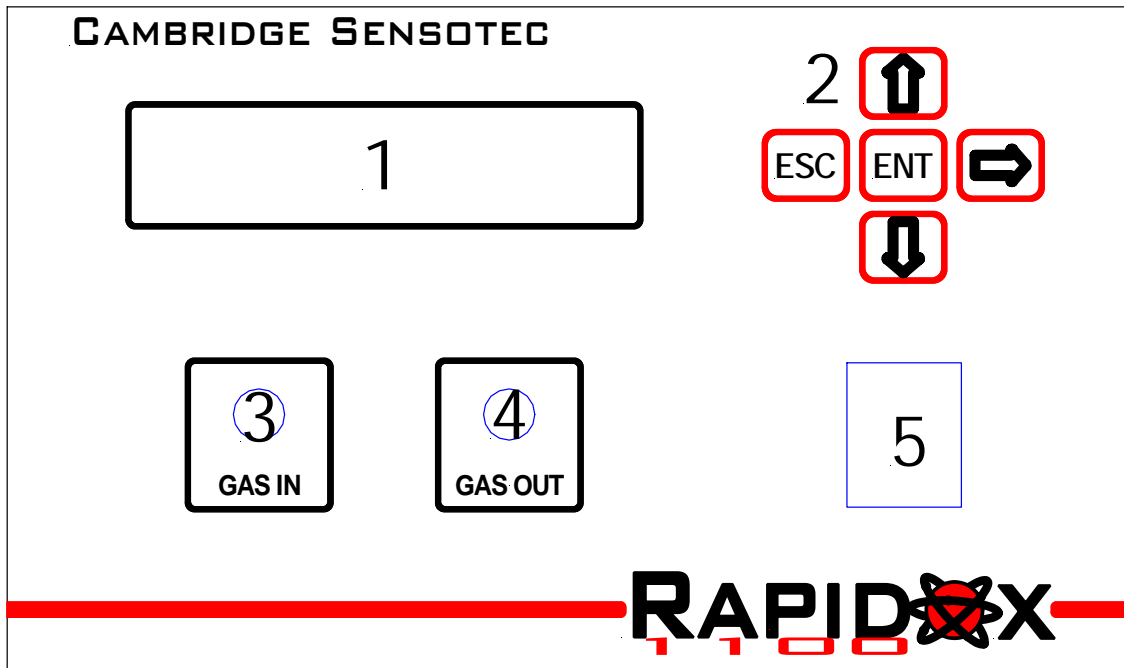 CAMBRIDGE SENSOTEC
1
2
ESC ENT
3
GAS IN
4
GAS OUT
5
RAPIDOX
1100